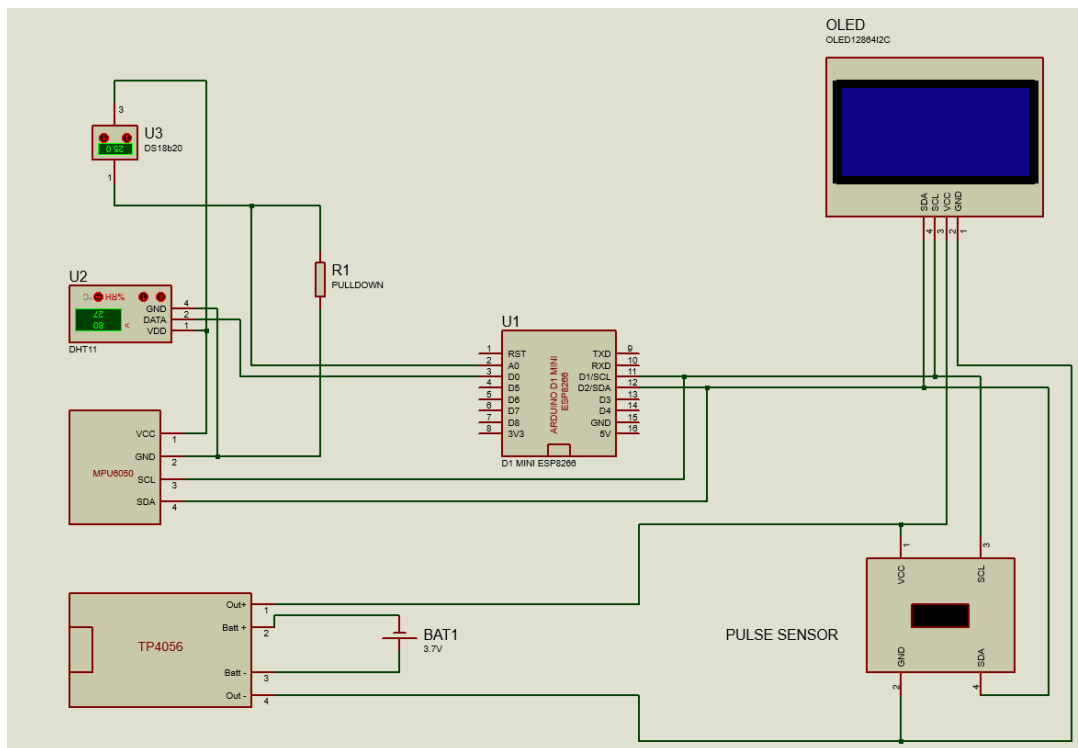 OLED
OLED12864I2C
SDA
SCL
VCC
GND
4
3
2
1
3
U3
DS18b20
25.0
1
R1
PULLDOWN
U2
%RH
°C
GND
DATA
VDD
4
2
1
80
27
>
<
DHT11
U1
1
2
3
4
5
6
7
8
RST
A0
D0
D5
D6
D7
D8
3V3
ARDUINO D1 MINI
ESP8266
TXD
RXD
D1/SCL
D2/SDA
D3
D4
GND
5V
9
10
11
12
13
14
15
16
D1 MINI ESP8266
MPU6050
VCC
GND
SCL
SDA
1
2
3
4
TP4056
Out+
Batt +
Batt -
Out -
1
2
3
4
BAT1
3.7V
PULSE SENSOR
1
3
VCC
SCL
GND
SDA
2
4